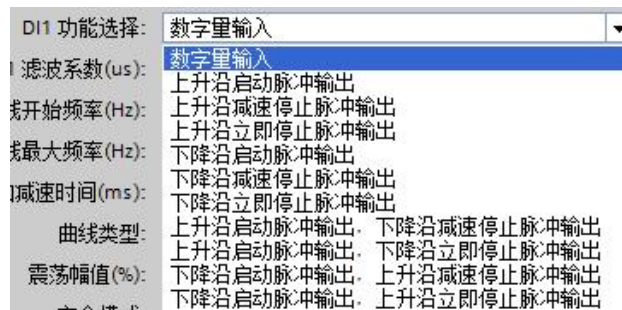 DI1 功能选择: 数字量输入
滤波系数(us): 数字量输入
上升沿启动脉冲输出
线开始频率(Hz): 上升沿减速停止脉冲输出
上升沿立即停止脉冲输出
线最大频率(Hz): 下降沿启动脉冲输出
下降沿减速停止脉冲输出
减速时间(ms): 下降沿立即停止脉冲输出
曲线类型: 上升沿启动脉冲输出, 下降沿减速停止脉冲输出
上升沿启动脉冲输出, 下降沿立即停止脉冲输出
震荡幅值(%): 下降沿启动脉冲输出, 上升沿减速停止脉冲输出
下降沿启动脉冲输出, 上升沿立即停止脉冲输出